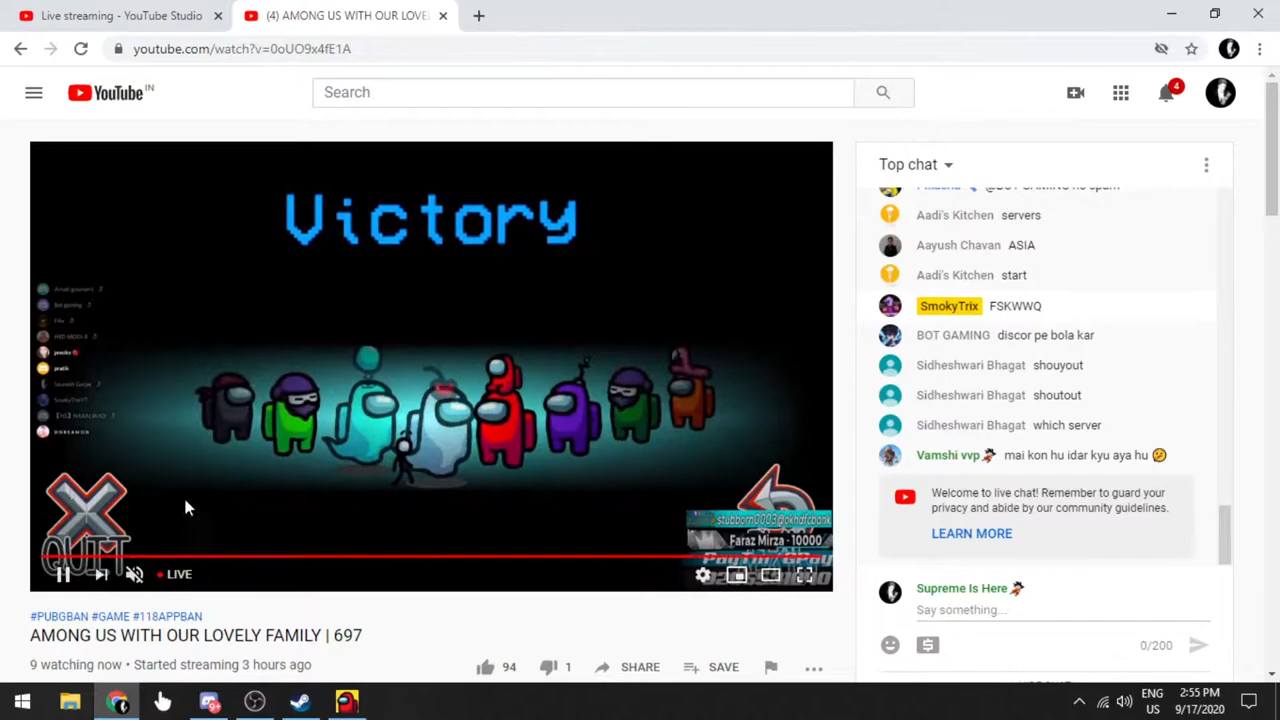 Live streaming - YouTube Studio
(4) AMONG US WITH OUR LOVEL
youtube.com/watch?v=0oUO9x4fE1A
YouTube IN
Search
4
Top chat
Aadi's Kitchen servers
Aayush Chavan ASIA
Aadi's Kitchen start
SmokyTrix FSKWWQ
BOT GAMING discor pe bola kar
Sidheshwari Bhagat shouyout
Sidheshwari Bhagat shoutout
Sidheshwari Bhagat which server
Vamshi vvp mai kon hu idar kyu aya hu
Welcome to live chat! Remember to guard your
privacy and abide by our community guidelines.
LEARN MORE
Supreme Is Here
Say something...
0/200
Victory
Bot gaming
pratik
DOREAMON
QUIT
stubborn0003@okhdfcbank
Faraz Mirza - 10000
LIVE
#PUBGBAN #GAME #118APPBAN
AMONG US WITH OUR LOVELY FAMILY | 697
9 watching now • Started streaming 3 hours ago
94
1
SHARE
SAVE
ENG
US
2:55 PM
9/17/2020